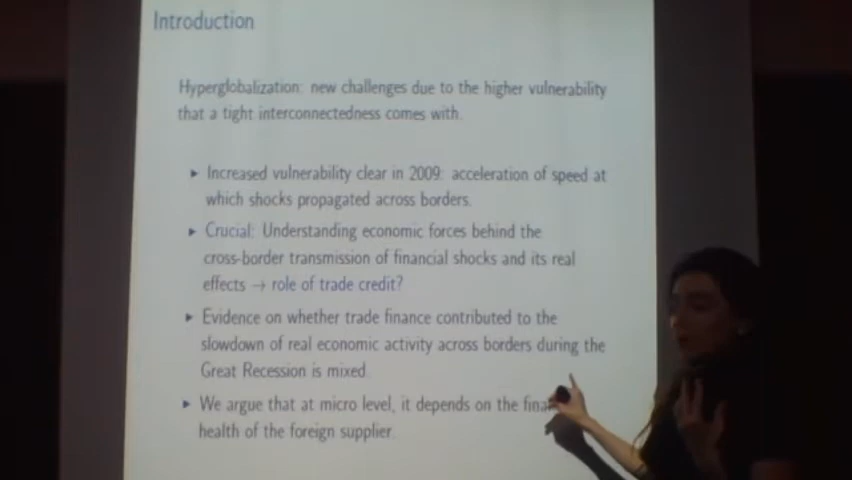 Introduction
Hyperglobalization: new challenges due to the higher vulnerability
that a tight interconnectedness comes with.
▸ Increased vulnerability clear in 2009: acceleration of speed at
which shocks propagated across borders.
▸ Crucial: Understanding economic forces behind the
cross-border transmission of financial shocks and its real
effects → role of trade credit?
▸ Evidence on whether trade finance contributed to the
slowdown of real economic activity across borders during the
Great Recession is mixed.
▸ We argue that at micro level, it depends on the
health of the foreign supplier.